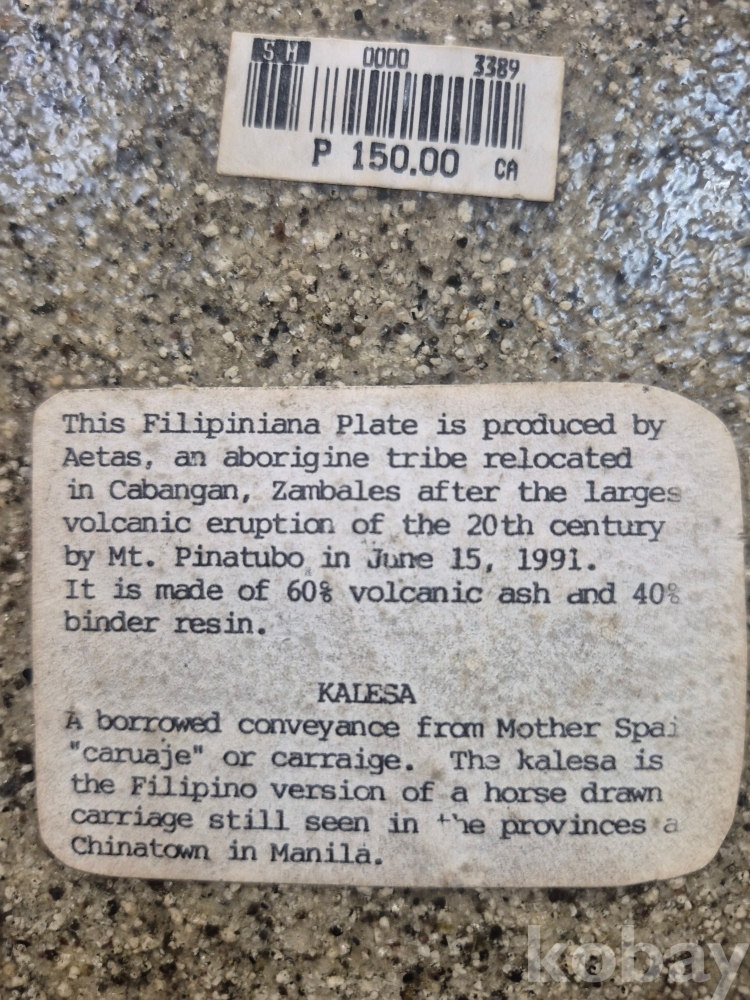 SM 0000 3389
P 150.00 CA
This Filipiniana Plate is produced by
Aetas, an aborigine tribe relocated
in Cabangan, Zambales after the larges
volcanic eruption of the 20th century
by Mt. Pinatubo in June 15, 1991.
It is made of 60% volcanic ash and 40%
binder resin.
KALESA
A borrowed conveyance from Mother Spai
"caruaje" or carraige. The kalesa is
the Filipino version of a horse drawn
carriage still seen in the provinces a
Chinatown in Manila.
kobay